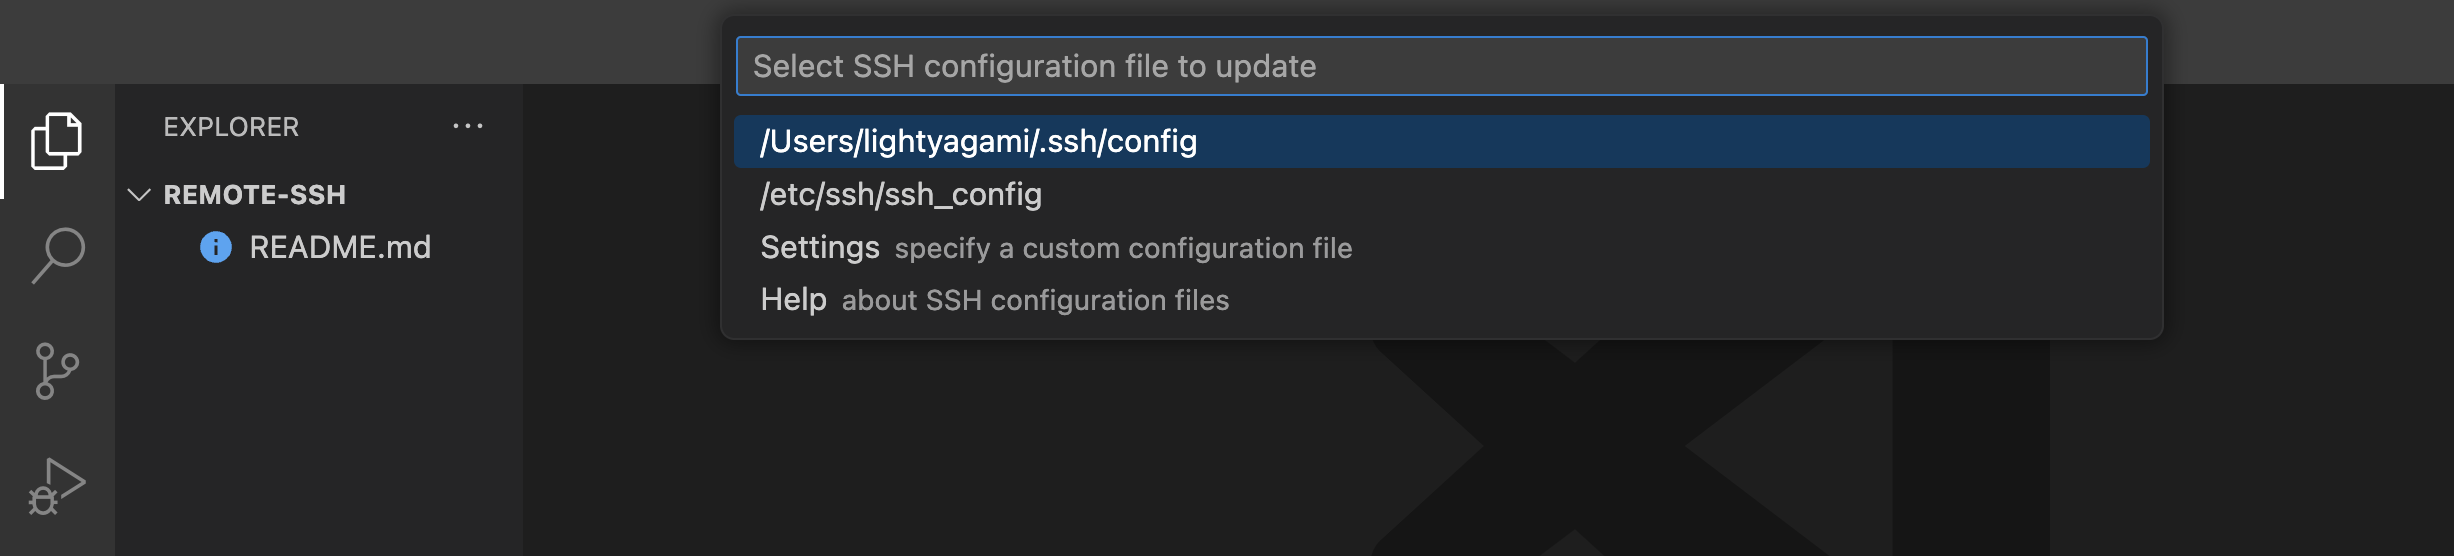 Select SSH configuration file to update
/Users/lightyagami/.ssh/config
/etc/ssh/ssh_config
Settings specify a custom configuration file
Help about SSH configuration files
EXPLORER ···
REMOTE-SSH
README.md